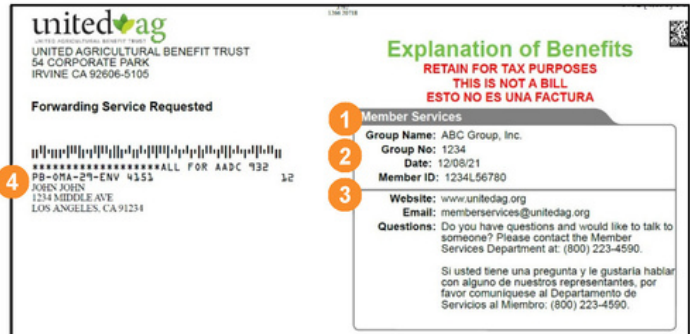 unitedag
UNITED AGRICULTURAL BENEFIT TRUST
UNITED AGRICULTURAL BENEFIT TRUST
54 CORPORATE PARK
IRVINE CA 92606-5105
Forwarding Service Requested
********************ALL FOR AADC 932
PB-OMA-29-ENV 4151 12
4
JOHN JOHN
1234 MIDDLE AVE
LOS ANGELES, CA 91234
Explanation of Benefits
RETAIN FOR TAX PURPOSES
THIS IS NOT A BILL
ESTO NO ES UNA FACTURA
1 Member Services
Group Name: ABC Group, Inc.
2 Group No: 1234
Date: 12/08/21
Member ID: 1234L56780
3
Website: www.unitedag.org
Email: memberservices@unitedag.org
Questions: Do you have questions and would like to talk to
someone? Please contact the Member
Services Department at: (800) 223-4590.
Si usted tiene una pregunta y le gustaria hablar
con alguno de nuestros representantes, por
favor comuniquese al Departamento de
Servicios al Miembro: (800) 223-4590.